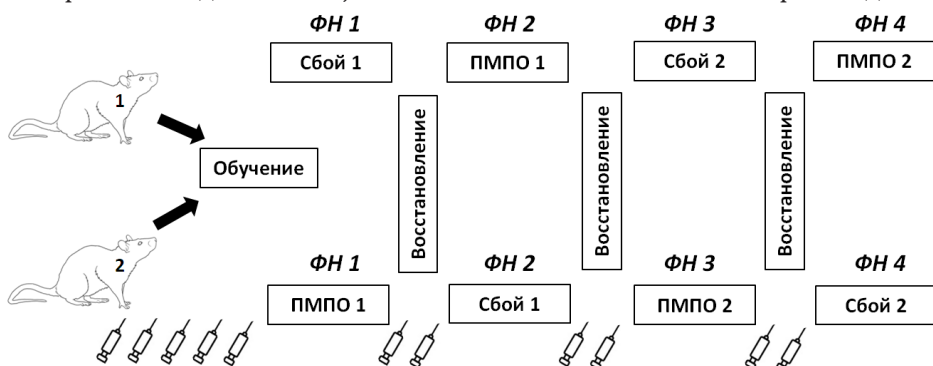 ФН 1 ФН 2 ФН 3 ФН 4
Сбой 1 ПМПО 1 Сбой 2 ПМПО 2
1
Обучение
Восстановление Восстановление Восстановление
2
ФН 1 ФН 2 ФН 3 ФН 4
ПМПО 1 Сбой 1 ПМПО 2 Сбой 2